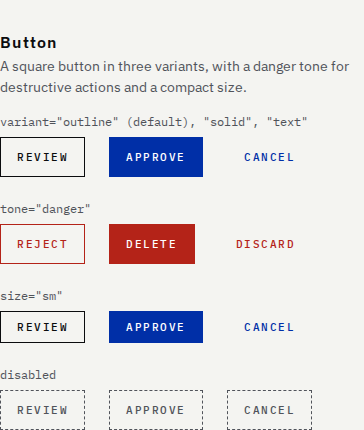 Button
A square button in three variants, with a danger tone for
destructive actions and a compact size.
variant="outline" (default), "solid", "text"
REVIEW APPROVE CANCEL
tone="danger"
REJECT DELETE DISCARD
size="sm"
REVIEW APPROVE CANCEL
disabled
REVIEW APPROVE CANCEL